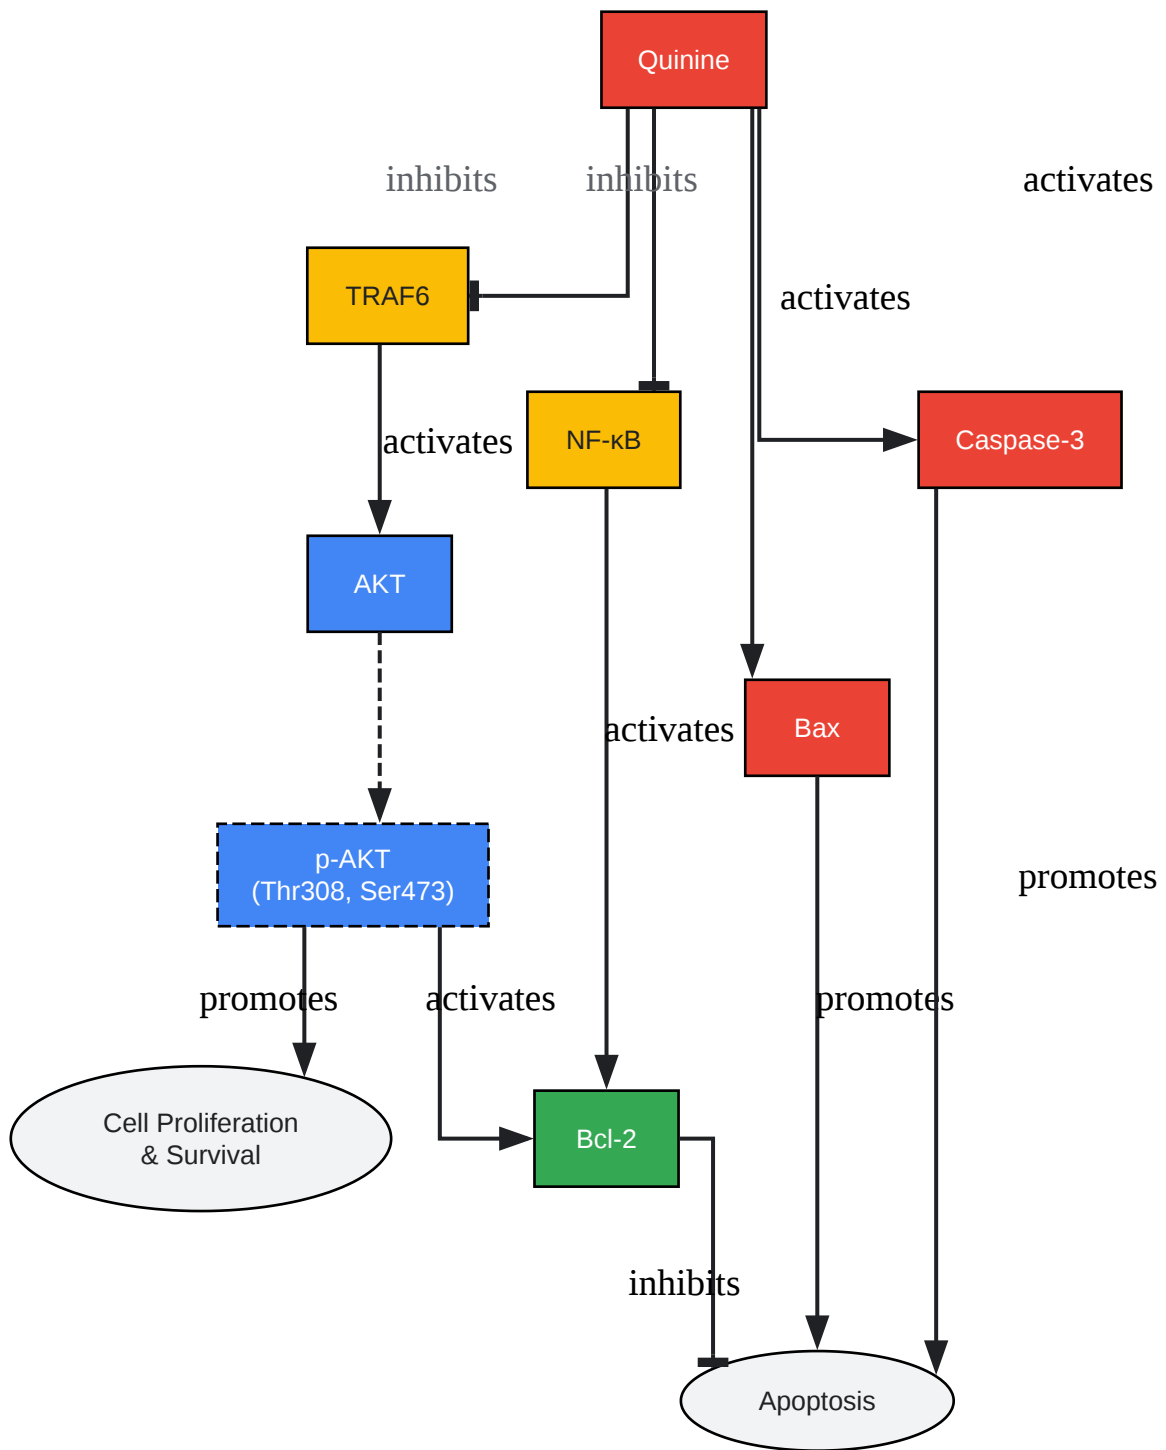 Quinine
inhibits
inhibits
activates
TRAF6
activates
activates
NF-κB
Caspase-3
AKT
activates
Bax
p-AKT
(Thr308, Ser473)
promotes
promotes
activates
promotes
Cell Proliferation
& Survival
Bcl-2
inhibits
Apoptosis